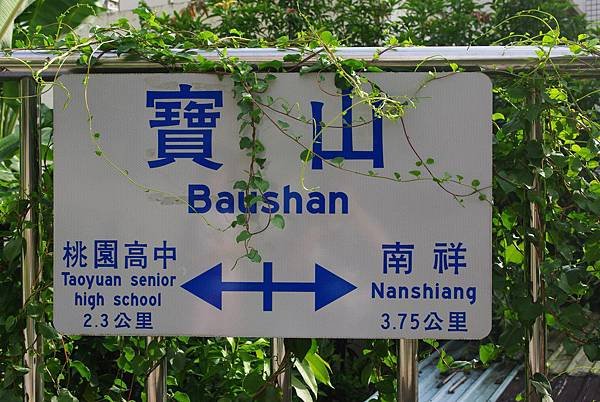 寶山
Baushan
桃園高中
Taoyuan senior
high school
2.3公里
南祥
Nanshiang
3.75公里